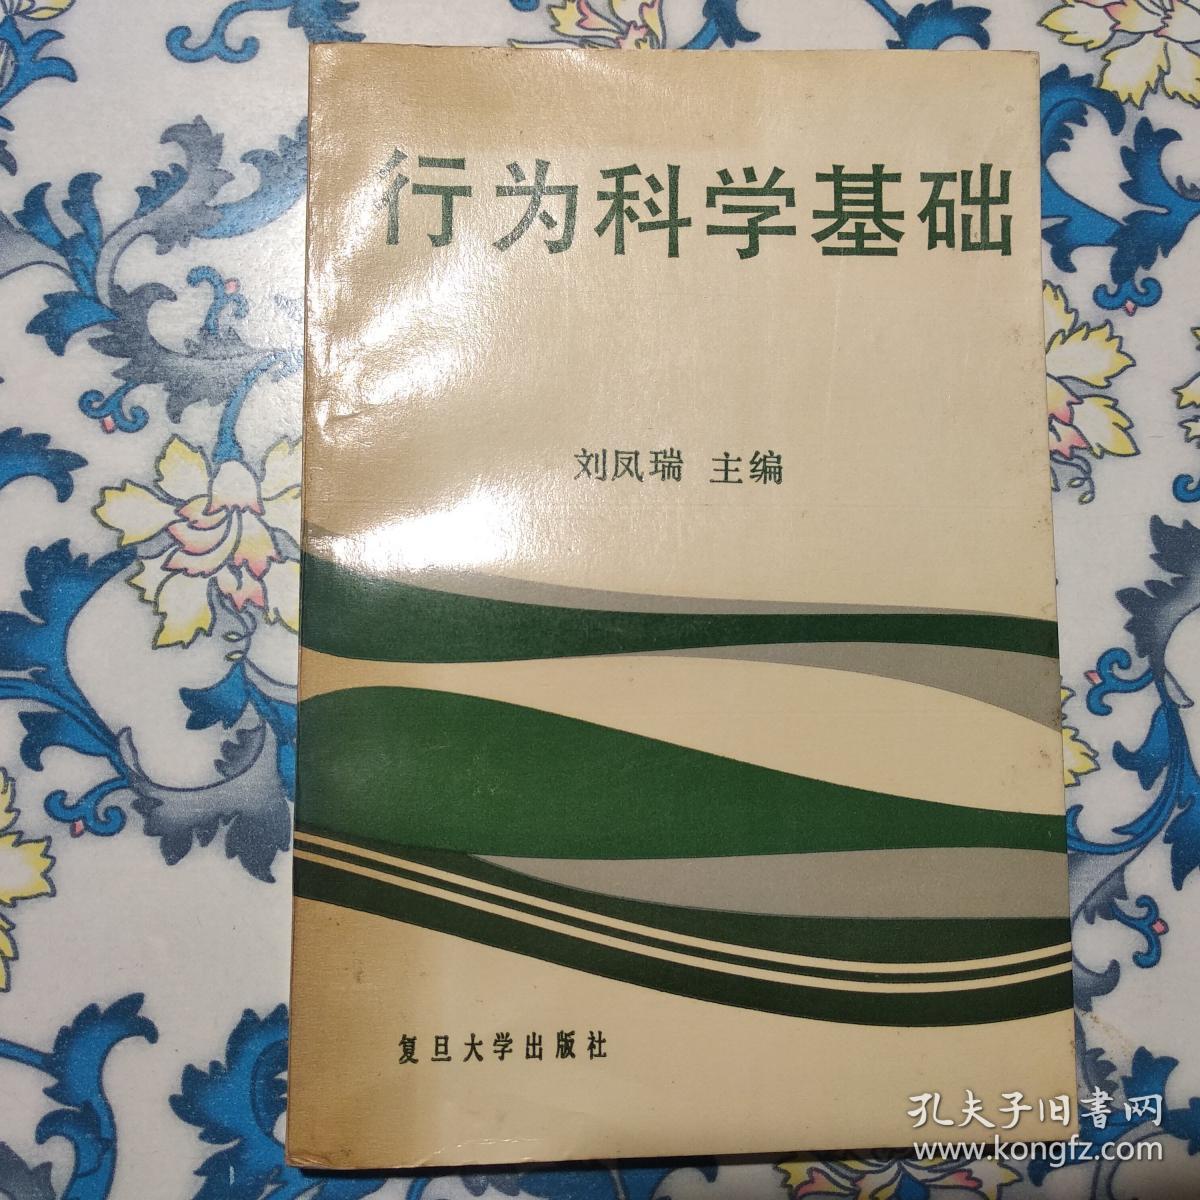 行为科学基础
刘凤瑞 主编
复旦大学出版社
孔夫子旧書网
www.kongfz.com